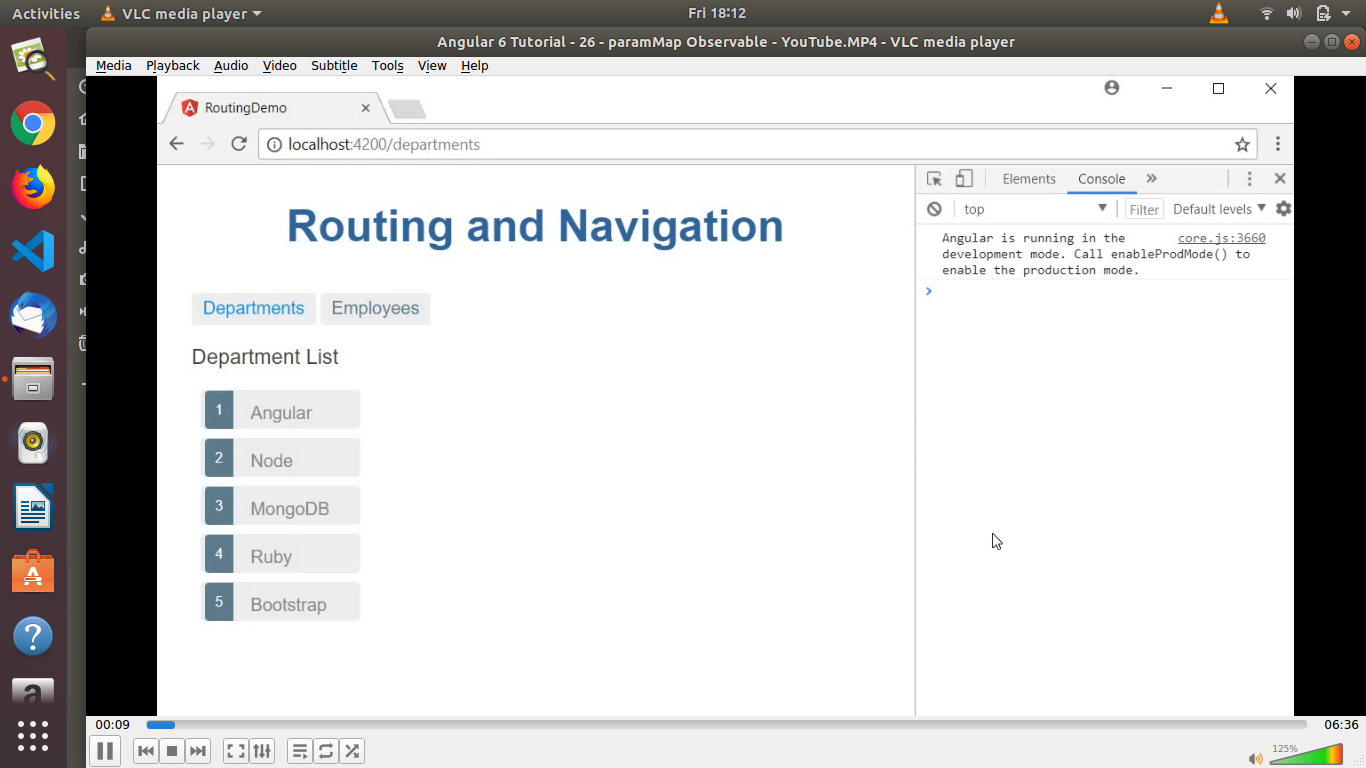 Activities VLC media player Fri 18:12
Angular 6 Tutorial - 26 - paramMap Observable - YouTube.MP4 - VLC media player
Media Playback Audio Video Subtitle Tools View Help
RoutingDemo
localhost:4200/departments
Elements Console
top Filter Default levels
Angular is running in the core.js:3660
development mode. Call enableProdMode() to
enable the production mode.
Routing and Navigation
Departments Employees
Department List
1 Angular
2 Node
3 MongoDB
4 Ruby
5 Bootstrap
00:09 06:36
125%